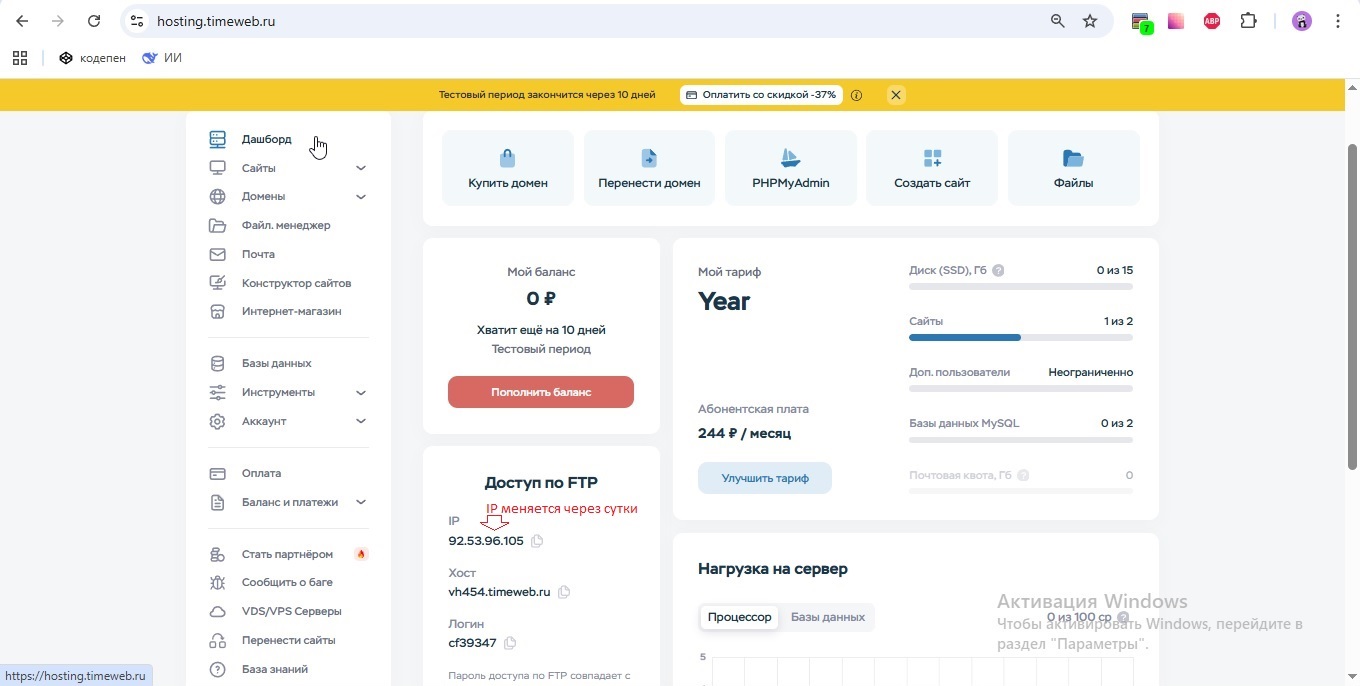 hosting.timeweb.ru
7
ABP
кодепен
ИИ
Тестовый период закончится через 10 дней
Оплатить со скидкой -37%
Дашборд
Сайты
Домены
Файл. менеджер
Почта
Конструктор сайтов
Интернет-магазин
Базы данных
Инструменты
Аккаунт
Оплата
Баланс и платежи
Стать партнёром
Сообщить о баге
VDS/VPS Серверы
Перенести сайты
База знаний
Купить домен
Перенести домен
PHPMyAdmin
Создать сайт
Файлы
Мой баланс
0 ₽
Хватит ещё на 10 дней
Тестовый период
Пополнить баланс
Мой тариф
Year
Абонентская плата
244 ₽ / месяц
Улучшить тариф
Диск (SSD), Гб ? 0 из 15
Сайты 1 из 2
Доп. пользователи Неограниченно
Базы данных MySQL 0 из 2
Почтовая квота, Гб ? 0
Доступ по FTP
IP меняется через сутки
IP
92.53.96.105
Хост
vh454.timeweb.ru
Логин
cf39347
Пароль доступа по FTP совпадает с
Нагрузка на сервер
Процессор Базы данных
0 из 100 cp ?
5
Активация Windows
Чтобы активировать Windows, перейдите в
раздел "Параметры".
https://hosting.timeweb.ru